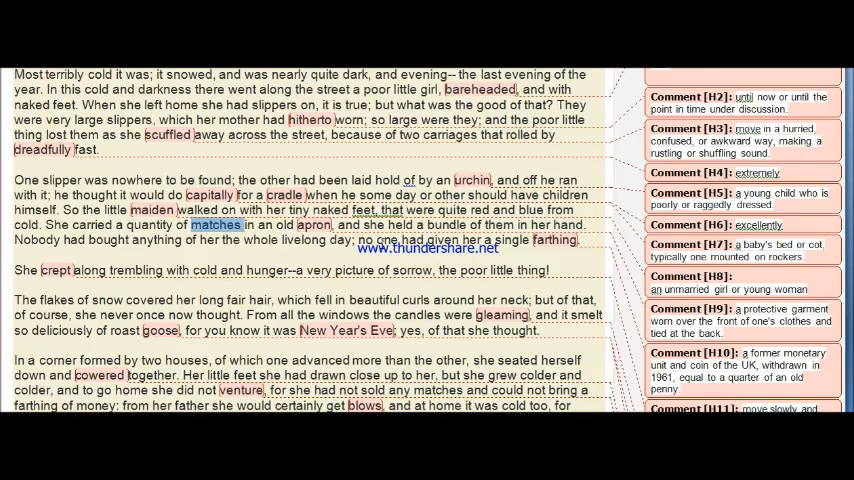 Most terribly cold it was; it snowed, and was nearly quite dark, and evening-- the last evening of the
year. In this cold and darkness there went along the street a poor little girl, bareheaded, and with
naked feet. When she left home she had slippers on, it is true; but what was the good of that? They
were very large slippers, which her mother had hitherto worn; so large were they; and the poor little
thing lost them as she scuffled away across the street, because of two carriages that rolled by
dreadfully fast.
One slipper was nowhere to be found; the other had been laid hold of by an urchin, and off he ran
with it; he thought it would do capitally for a cradle when he some day or other should have children
himself. So the little maiden walked on with her tiny naked feet, that were quite red and blue from
cold. She carried a quantity of matches in an old apron, and she held a bundle of them in her hand.
Nobody had bought anything of her the whole livelong day; no one had given her a single farthing.
www.thundershare.net
She crept along trembling with cold and hunger--a very picture of sorrow, the poor little thing!
The flakes of snow covered her long fair hair, which fell in beautiful curls around her neck; but of that,
of course, she never once now thought. From all the windows the candles were gleaming, and it smelt
so deliciously of roast goose, for you know it was New Year's Eve; yes, of that she thought.
In a corner formed by two houses, of which one advanced more than the other, she seated herself
down and cowered together. Her little feet she had drawn close up to her, but she grew colder and
colder, and to go home she did not venture, for she had not sold any matches and could not bring a
farthing of money: from her father she would certainly get blows, and at home it was cold too, for
Comment [H2]: until now or until the
point in time under discussion.
Comment [H3]: move in a hurried,
confused, or awkward way, making a
rustling or shuffling sound.
Comment [H4]: extremely
Comment [H5]: a young child who is
poorly or raggedly dressed.
Comment [H6]: excellently
Comment [H7]: a baby's bed or cot,
typically one mounted on rockers.
Comment [H8]:
an unmarried girl or young woman
Comment [H9]: a protective garment
worn over the front of one's clothes and
tied at the back.
Comment [H10]: a former monetary
unit and coin of the UK, withdrawn in
1961, equal to a quarter of an old
penny.
Comment [H11]: move slowly and